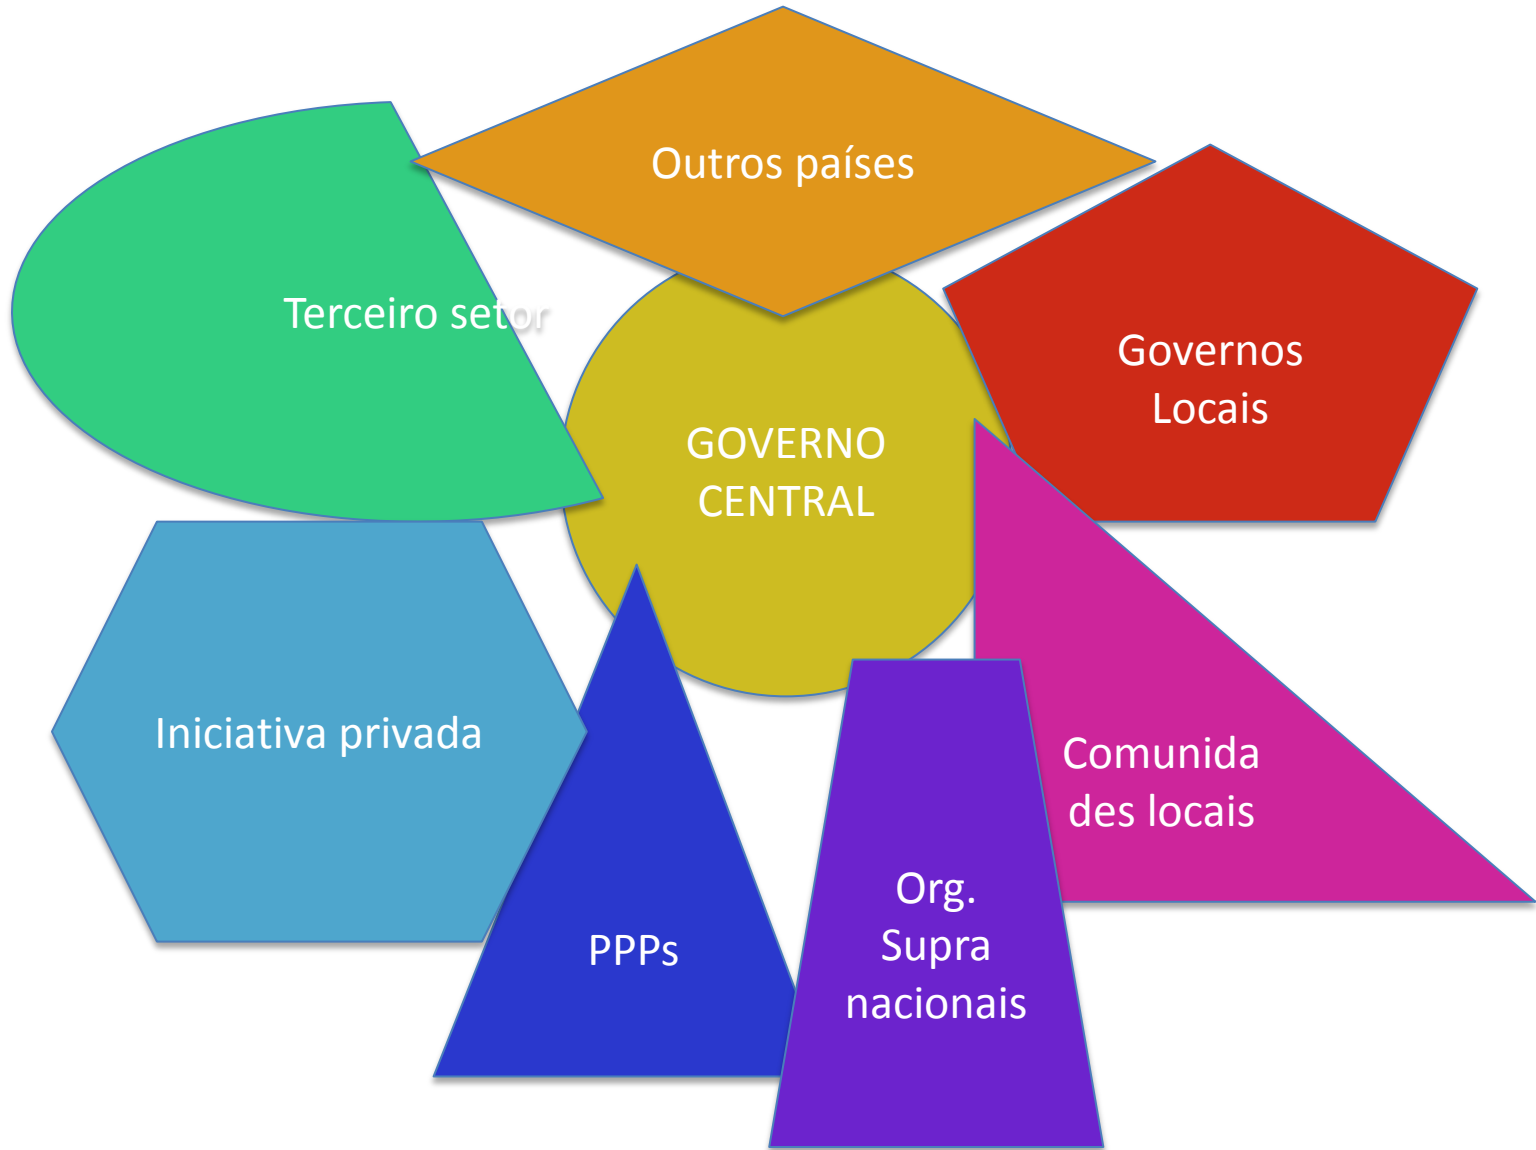 Outros países
Terceiro setor
Governos
Locais
GOVERNO
CENTRAL
Iniciativa privada
Comunida
des locais
Org.
Supra
nacionais
PPPs